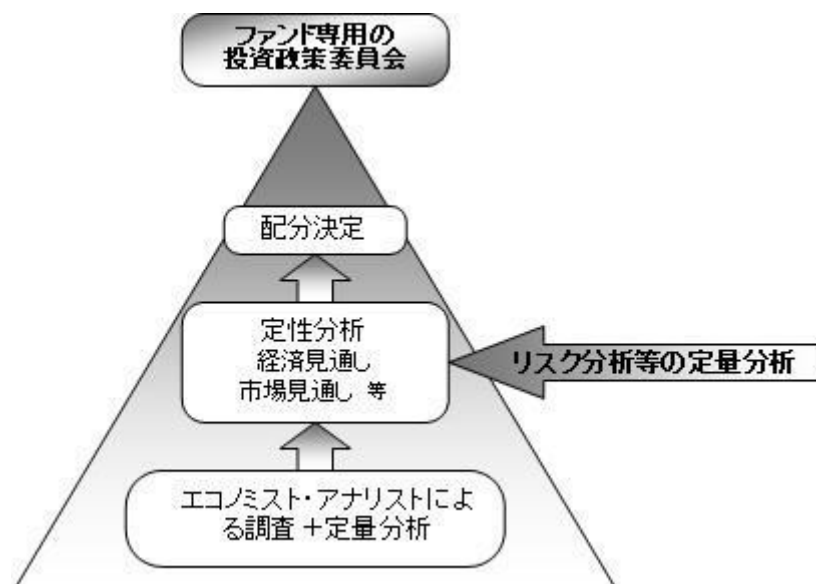 ファンド専用の
投資政策委員会
配分決定
定性分析
経済見通し
市場見通し 等
リスク分析等の定量分析
エコノミスト・アナリストによ
る調査＋定量分析